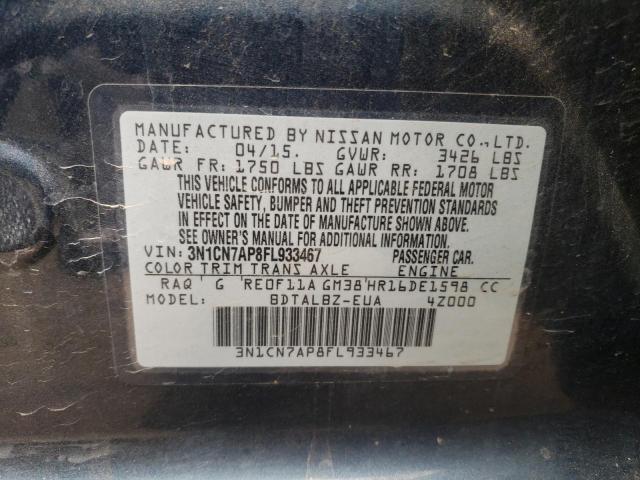 MANUFACTURED BY NISSAN MOTOR CO.,LTD.
DATE: 04/15. GVWR: 3426 LBS
GAWR FR: 1750 LBS GAWR RR: 1708 LBS
THIS VEHICLE CONFORMS TO ALL APPLICABLE FEDERAL MOTOR
VEHICLE SAFETY, BUMPER AND THEFT PREVENTION STANDARDS
IN EFFECT ON THE DATE OF MANUFACTURE SHOWN ABOVE.
SEE OWNER'S MANUAL FOR ADDITIONAL INFORMATION.
VIN: 3N1CN7AP8FL933467 PASSENGER CAR.
COLOR TRIM TRANS AXLE ENGINE
RAQ' G 'RE0F11A GM38'HR16DE1598 CC
MODEL: BDTALBZ-EUA 4Z000
3N1CN7AP8FL933467